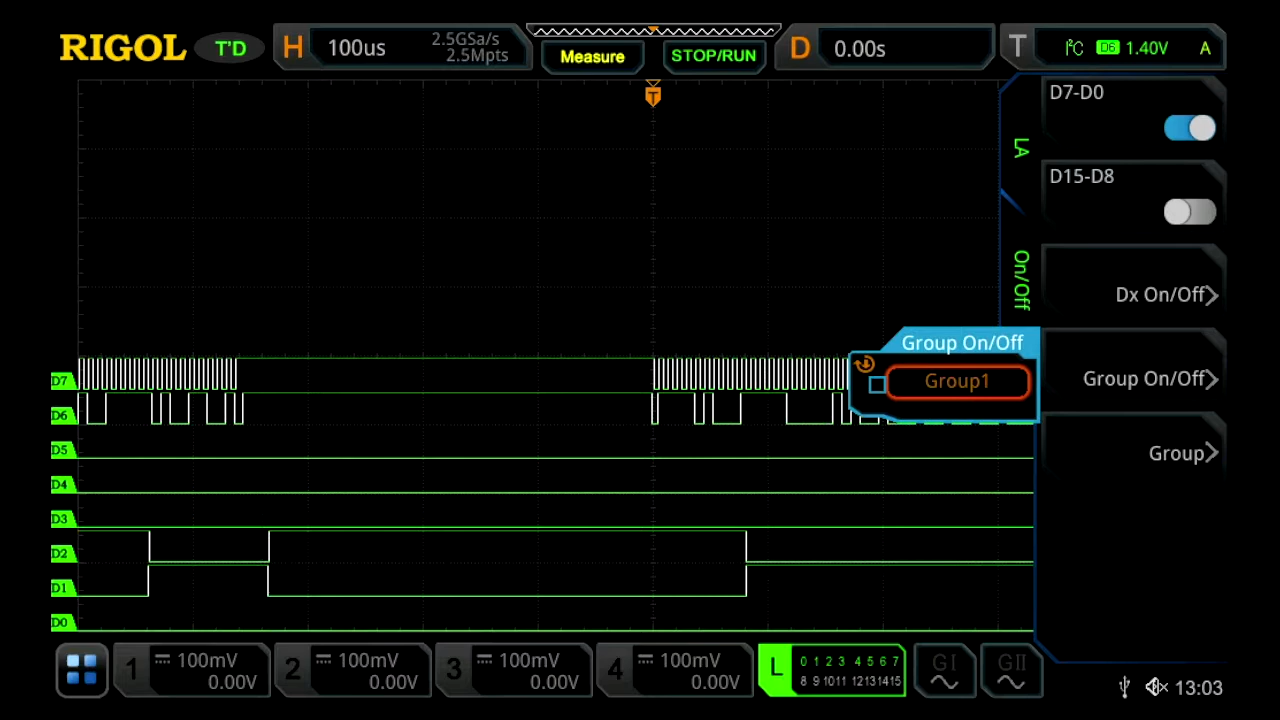 RIGOL T'D H 100us 2.5GSa/s 2.5Mpts Measure STOP/RUN D 0.00s T I²C D6 1.40V A
T
D7-D0
LA
D15-D8
On/Off
Dx On/Off
Group On/Off
Group1
Group On/Off
Group
D7
D6
D5
D4
D3
D2
D1
D0
1 100mV 0.00V 2 100mV 0.00V 3 100mV 0.00V 4 100mV 0.00V L 0 1 2 3 4 5 6 7 GI GII
8 9 10 11 12 13 14 15
13:03